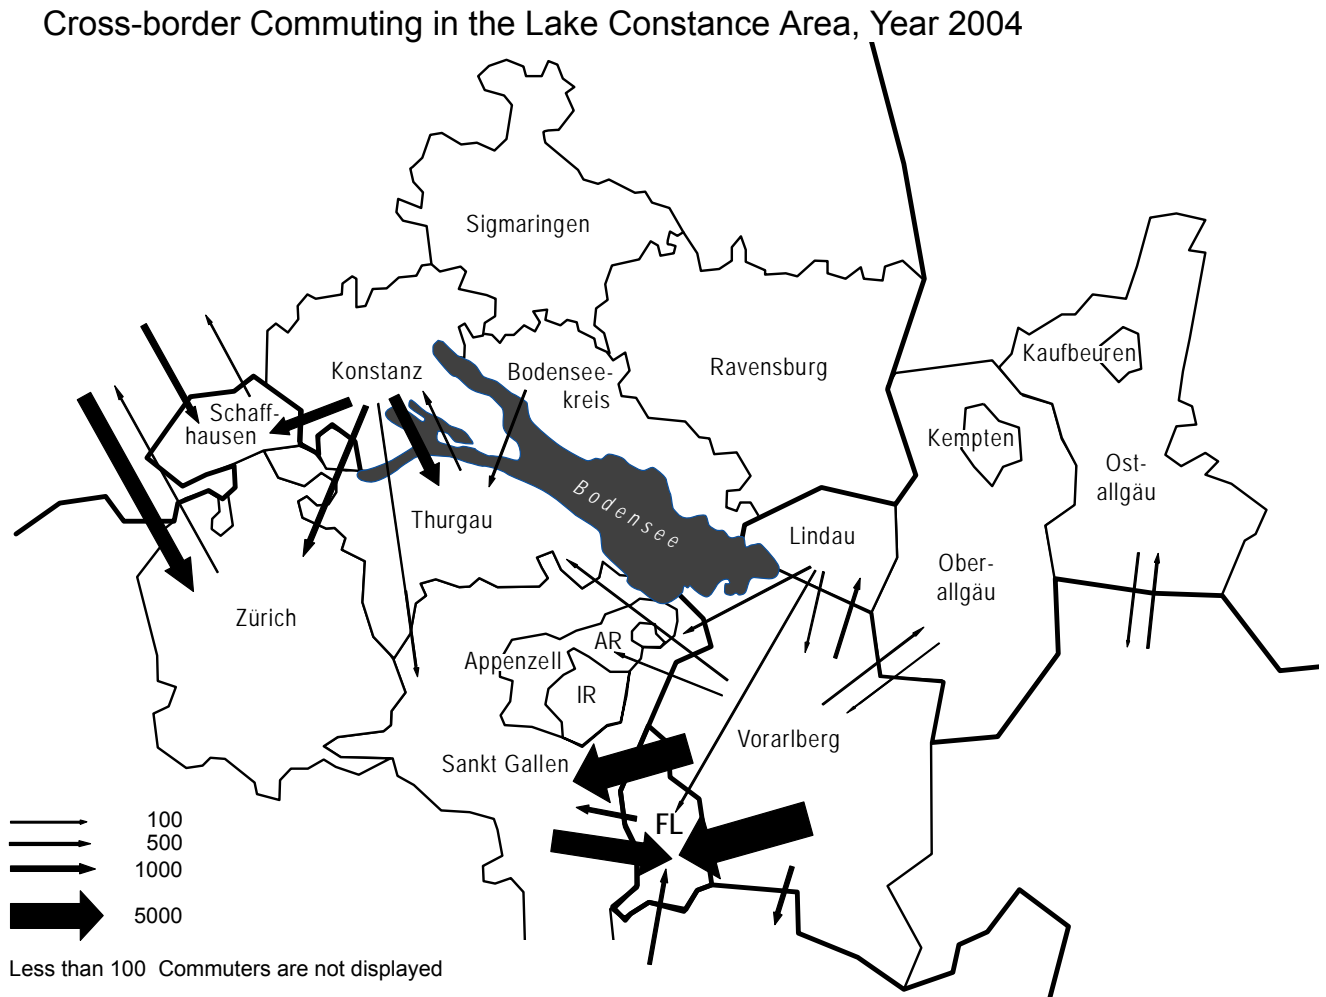 Cross-border Commuting in the Lake Constance Area, Year 2004
Sigmaringen
Konstanz
Bodensee-
kreis
Ravensburg
Kaufbeuren
Schaff-
hausen
Kempten
Ost-
allgäu
Thurgau
Bodensee
Lindau
Ober-
allgäu
Zürich
AR
Appenzell
IR
Vorarlberg
Sankt Gallen
FL
100
500
1000
5000
Less than 100 Commuters are not displayed